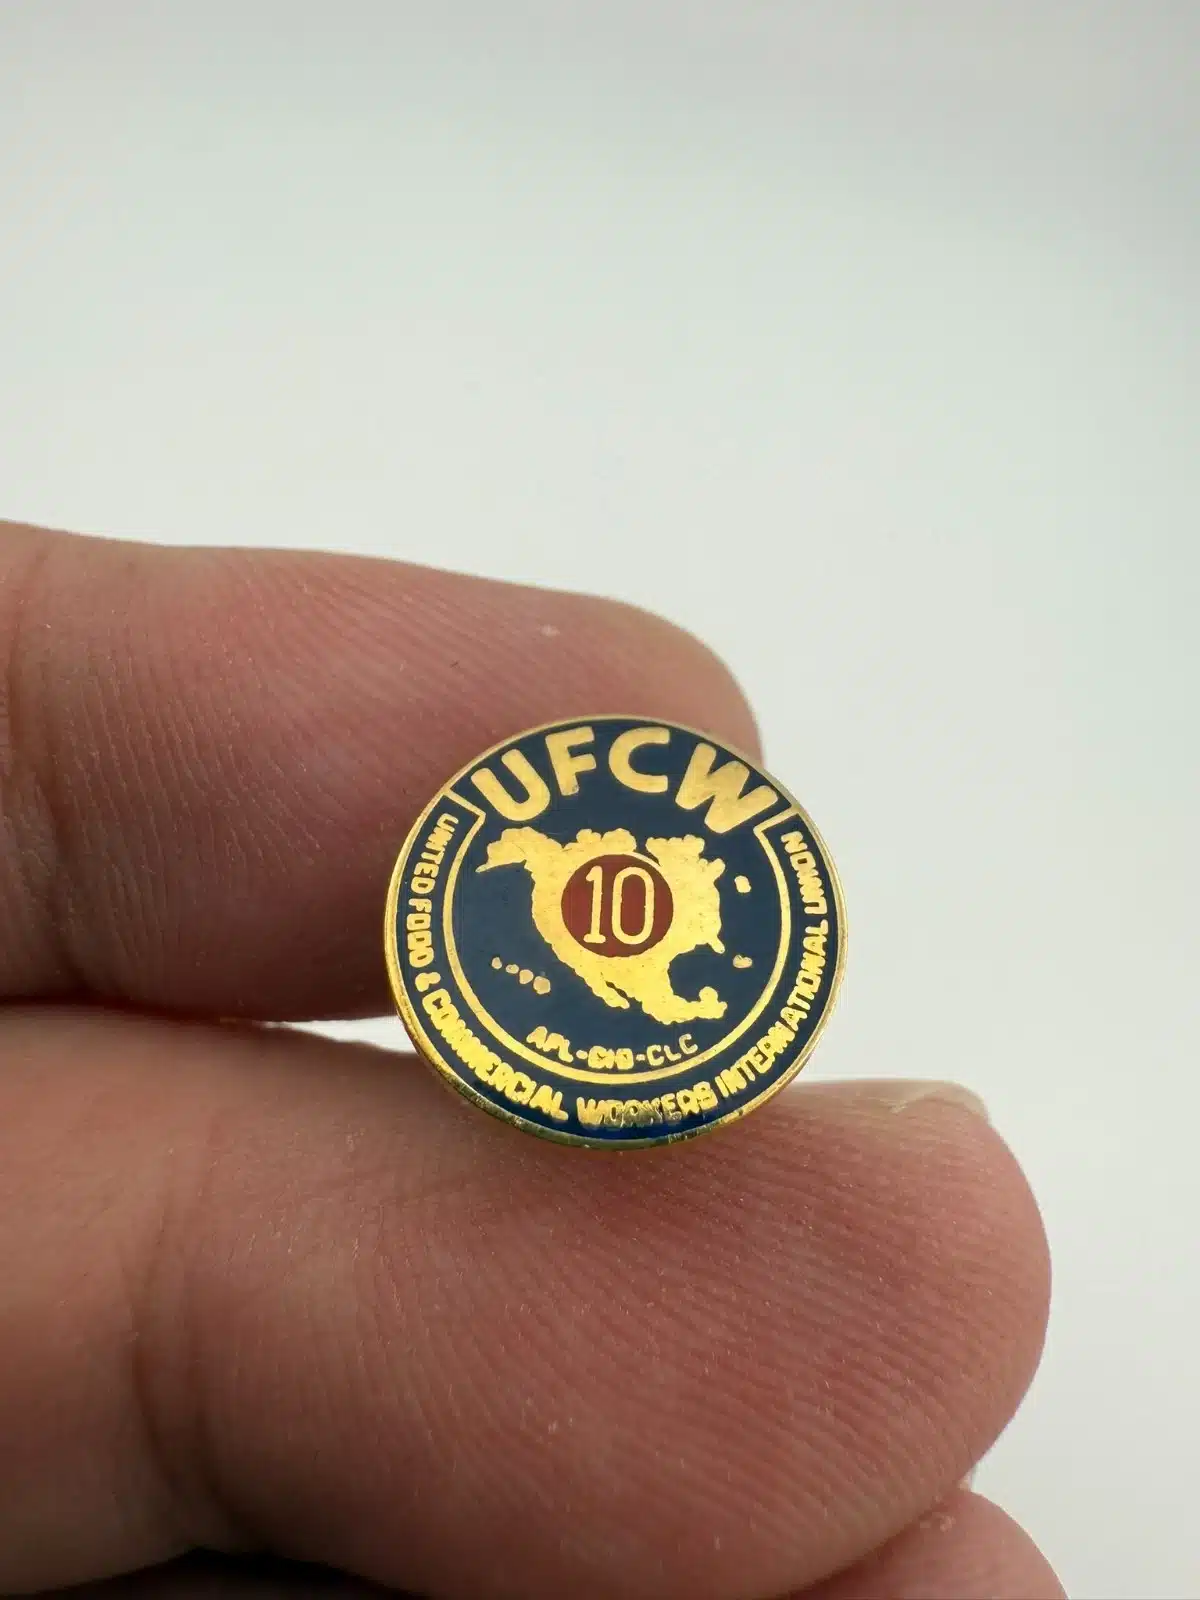 UFCW
10
AFL-CIO-CLC
UNITED FOOD & COMMERCIAL WORKERS INTERNATIONAL UNION